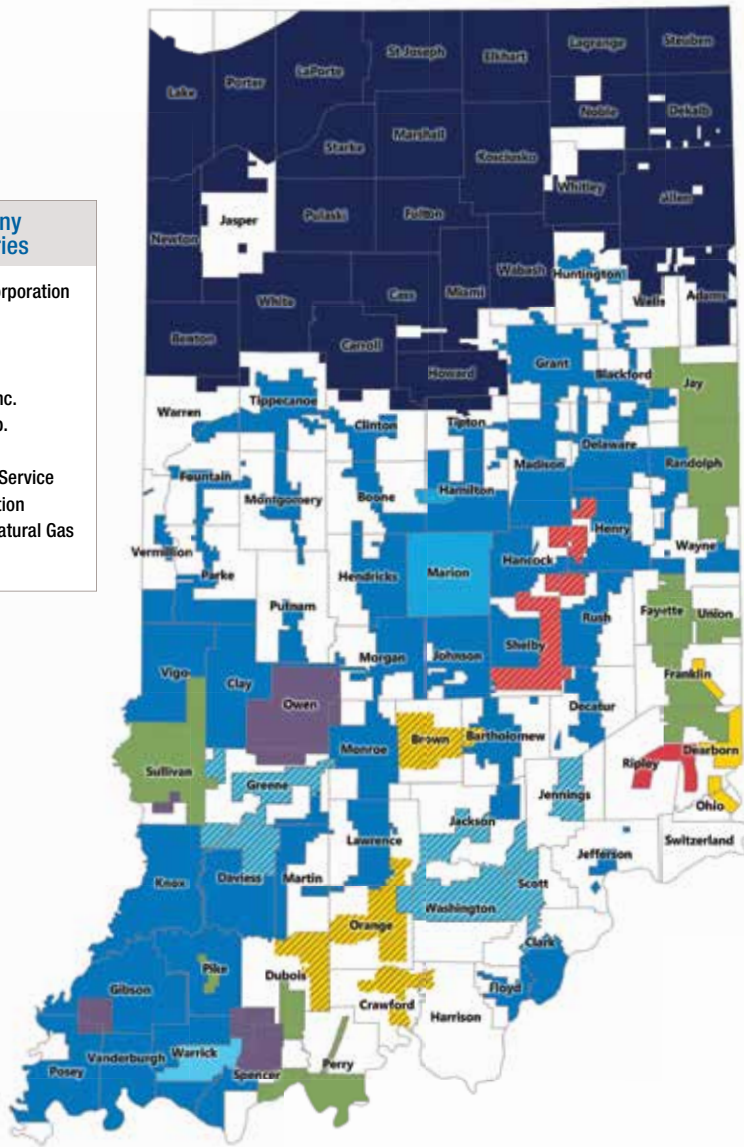 ny
ries
rporation
nc.
o.
Service
tion
atural Gas
St Joseph
Elkhart
Lagrange
Steuben
Lake
Porter
LaPorte
Noble
Dekalb
Starke
Marshall
Kosciusko
Whitley
Allen
Newton
Jasper
Pulaski
Fulton
White
Cass
Miami
Wabash
Huntington
Wells
Adams
Benton
Carroll
Howard
Grant
Blackford
Jay
Warren
Tippecanoe
Clinton
Tipton
Madison
Delaware
Randolph
Fountain
Montgomery
Boone
Hamilton
Henry
Vermillion
Parke
Hendricks
Marion
Hancock
Wayne
Putnam
Rush
Fayette
Union
Vigo
Clay
Morgan
Johnson
Shelby
Franklin
Owen
Monroe
Brown
Bartholomew
Decatur
Dearborn
Sullivan
Greene
Ripley
Ohio
Jackson
Jennings
Switzerland
Lawrence
Jefferson
Knox
Daviess
Martin
Washington
Scott
Orange
Clark
Gibson
Pike
Dubois
Crawford
Floyd
Harrison
Posey
Vanderburgh
Warrick
Spencer
Perry